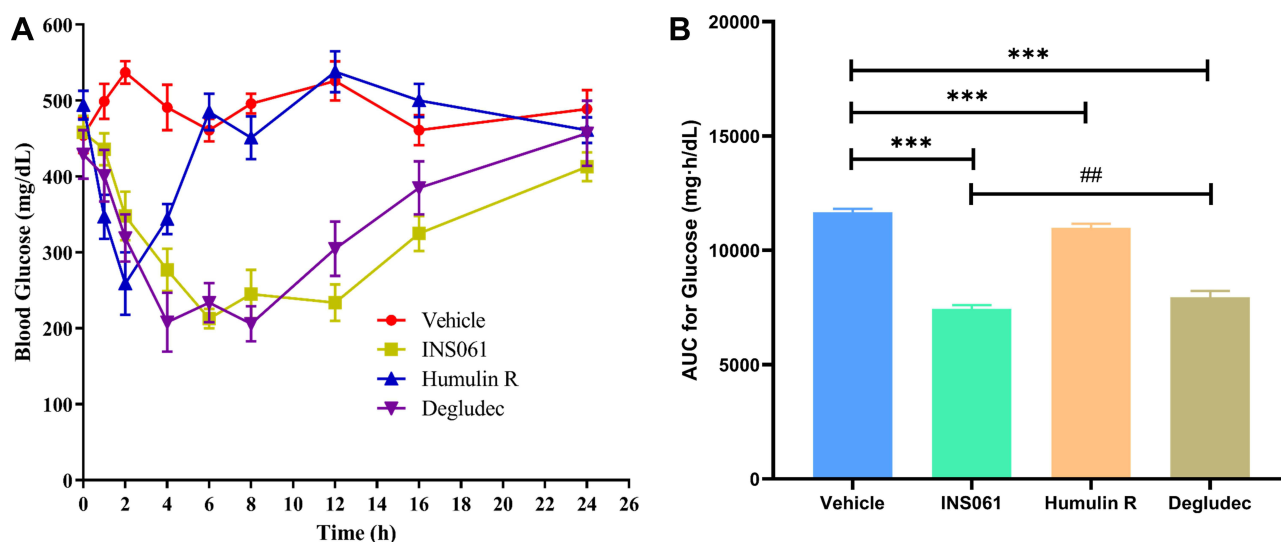 A
Blood Glucose (mg/dL)
600
500
400
300
200
100
0
0 2 4 6 8 10 12 14 16 18 20 22 24 26
Time (h)
Vehicle
INS061
Humulin R
Degludec
B
AUC for Glucose (mg·h/dL)
20000
15000
10000
5000
0
***
***
***
##
Vehicle INS061 Humulin R Degludec